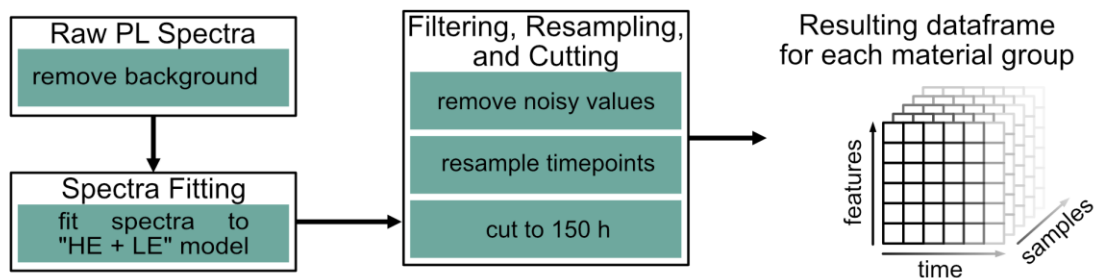 Raw PL Spectra
remove background
Spectra Fitting
fit spectra to
"HE + LE" model
Filtering, Resampling,
and Cutting
remove noisy values
resample timepoints
cut to 150 h
Resulting dataframe
for each material group
features
time
samples